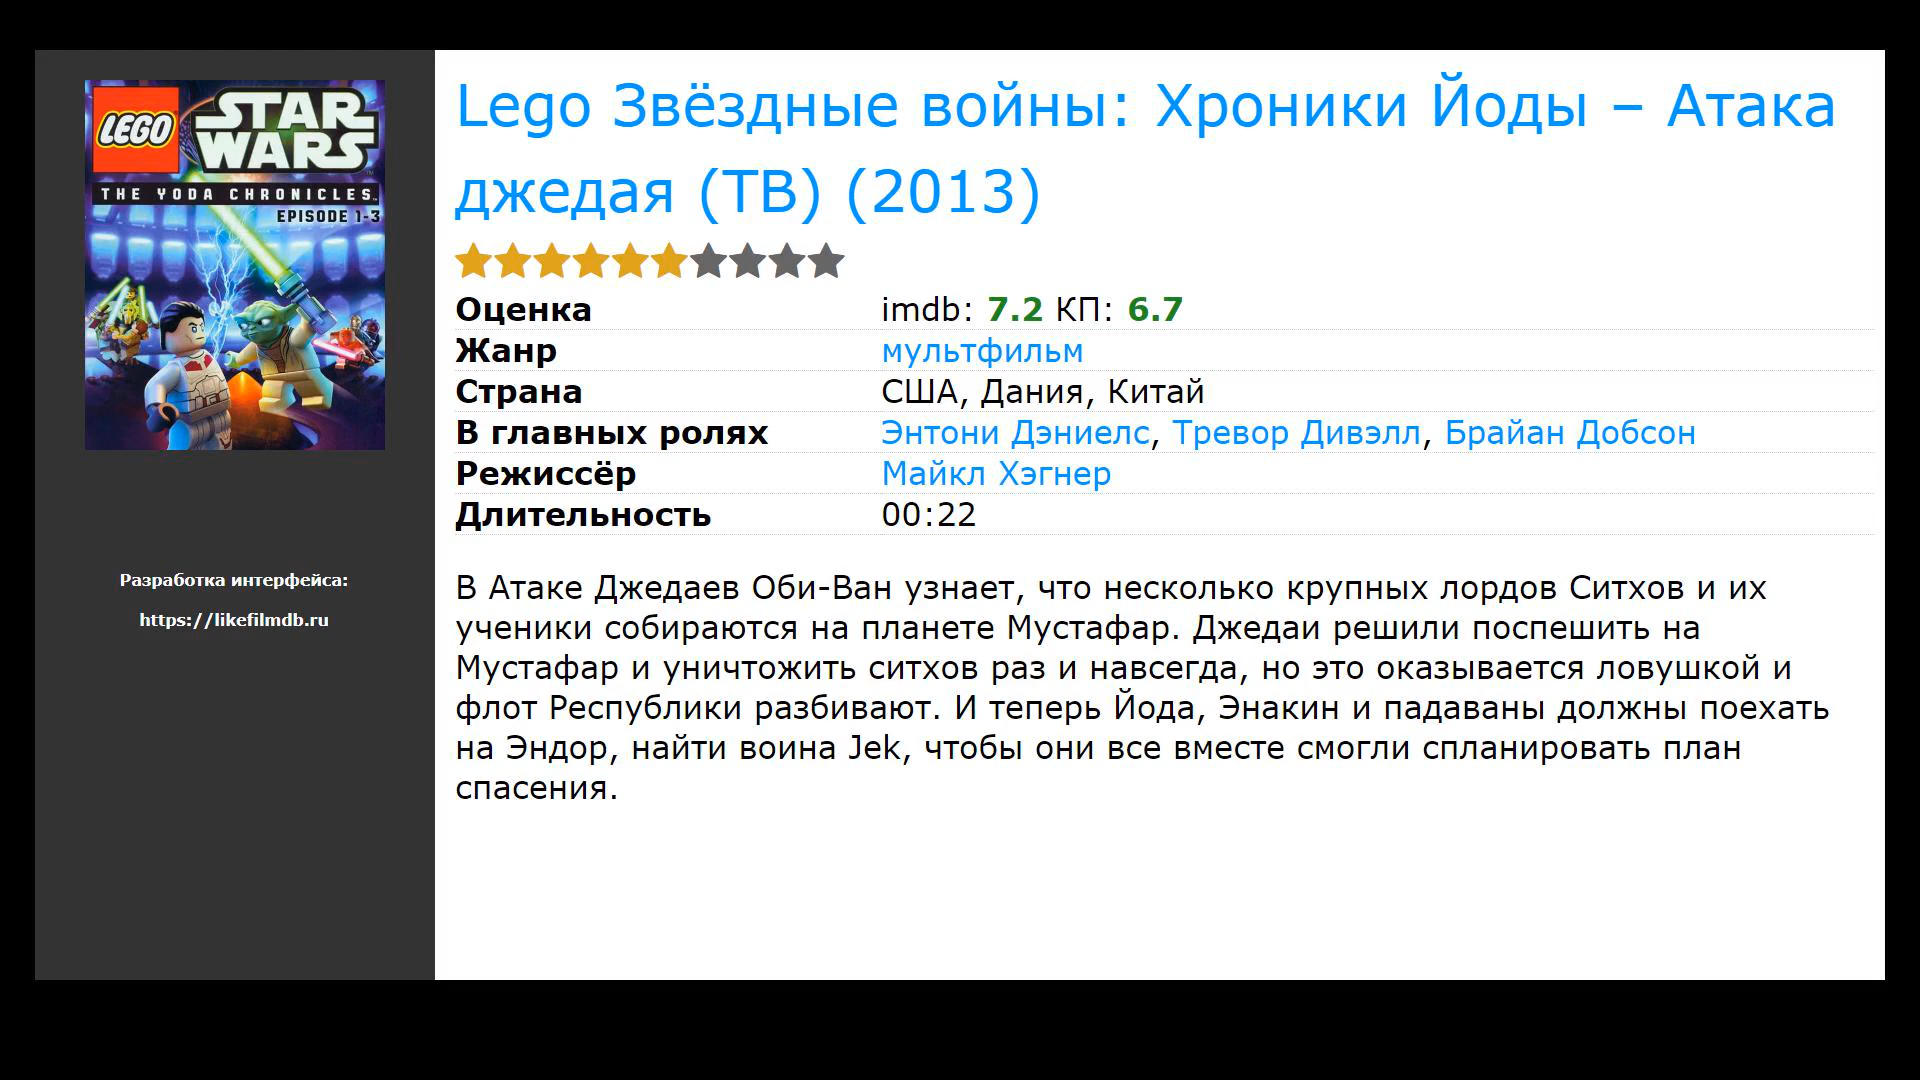 LEGO
STAR
WARS
THE YODA CHRONICLES
EPISODE 1-3
Разработка интерфейса:
https://likefilmdb.ru
Lego Звёздные войны: Хроники Йоды – Атака
джедая (ТВ) (2013)
Оценка imdb: 7.2 КП: 6.7
Жанр мультфильм
Страна США, Дания, Китай
В главных ролях Энтони Дэниелс, Тревор Дивэлл, Брайан Добсон
Режиссёр Майкл Хэгнер
Длительность 00:22
В Атаке Джедаев Оби-Ван узнает, что несколько крупных лордов Ситхов и их
ученики собираются на планете Мустафар. Джедаи решили поспешить на
Мустафар и уничтожить ситхов раз и навсегда, но это оказывается ловушкой и
флот Республики разбивают. И теперь Йода, Энакин и падаваны должны поехать
на Эндор, найти воина Jek, чтобы они все вместе смогли спланировать план
спасения.